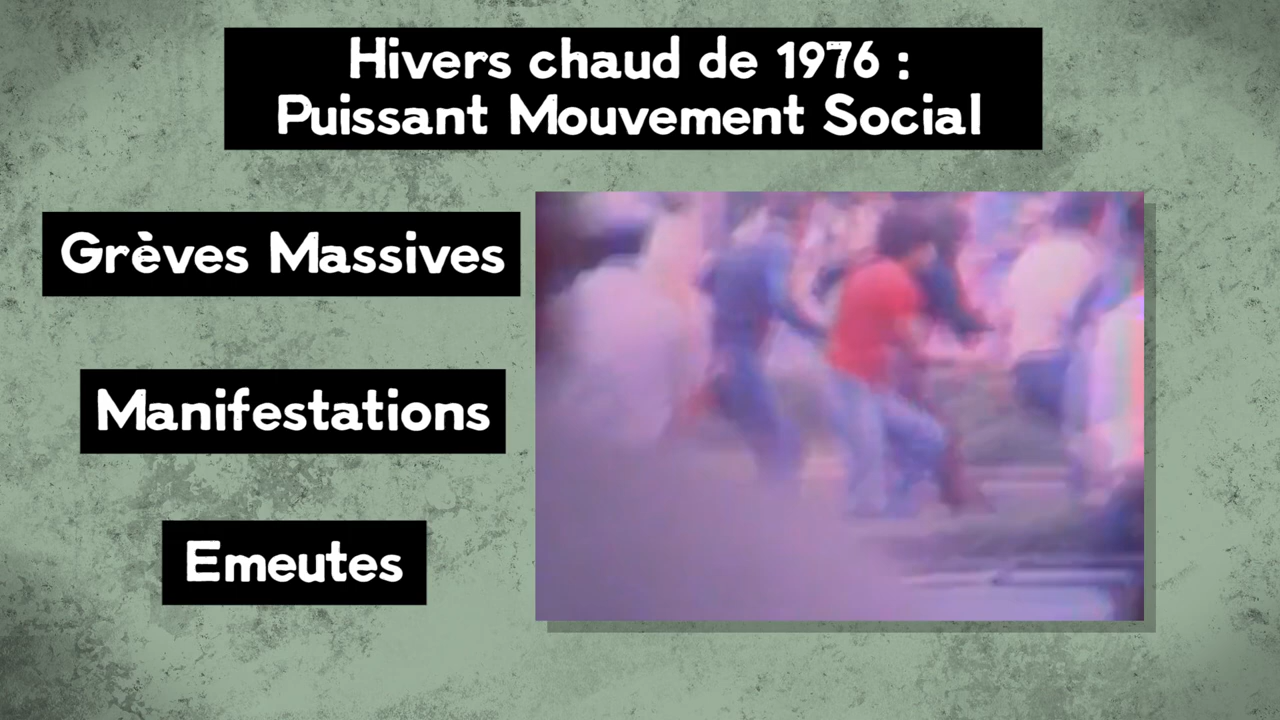 Hivers chaud de 1976 :
Puissant Mouvement Social
Grèves Massives
Manifestations
Emeutes